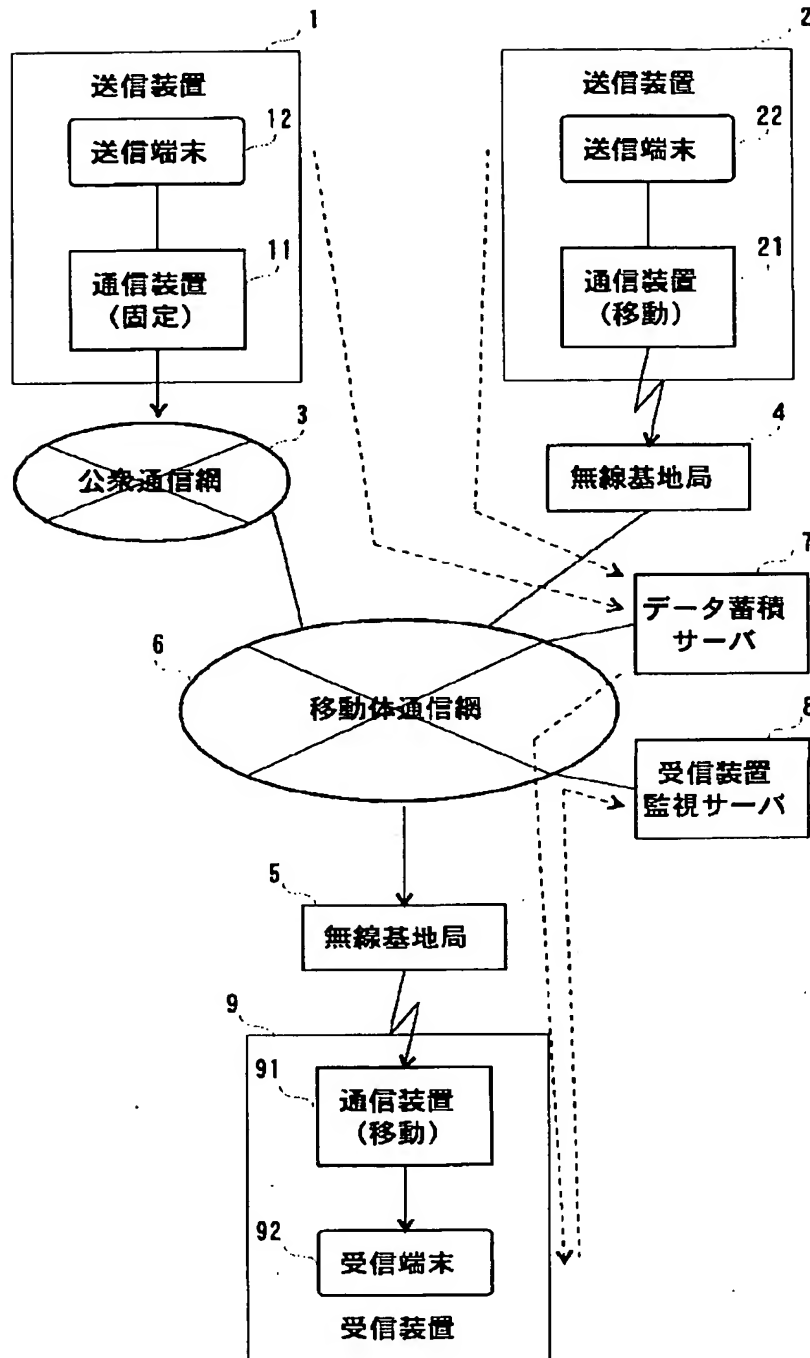 1
送信装置
12
送信端末
11
通信装置
(固定)
2
送信装置
22
送信端末
21
通信装置
(移動)
3
公衆通信網
4
無線基地局
7
データ蓄積
サーバ
6
移動体通信網
8
受信装置
監視サーバ
5
無線基地局
9
91
通信装置
(移動)
92
受信端末
受信装置